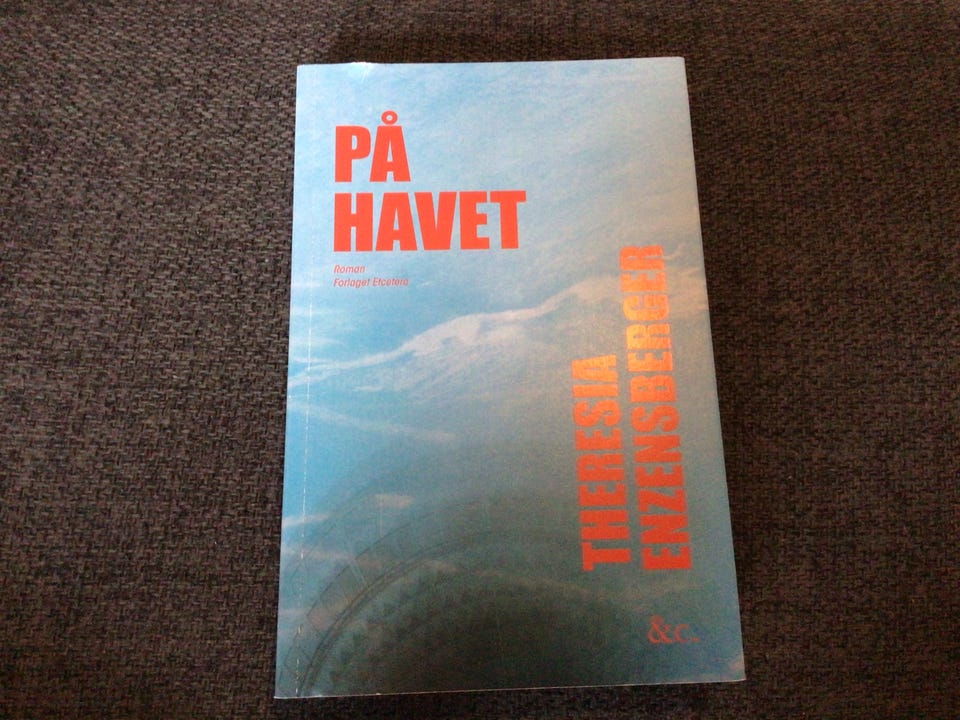 PÅ
HAVET
Roman
Forlaget Etcetera
THERESIA
ENZENSBERGER
&c.